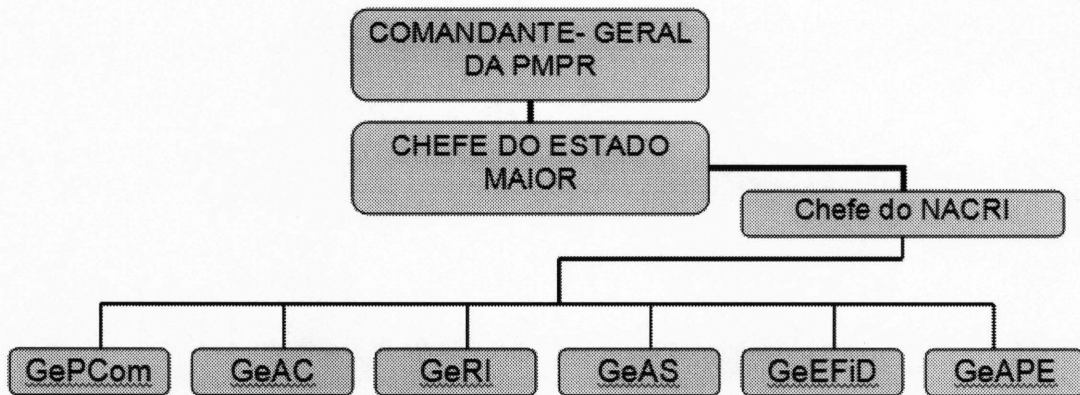 COMANDANTE- GERAL
DA PMPR
CHEFE DO ESTADO
MAIOR
Chefe do NACRI
GePCom GeAC GeRI GeAS GeEFiD GeAPE